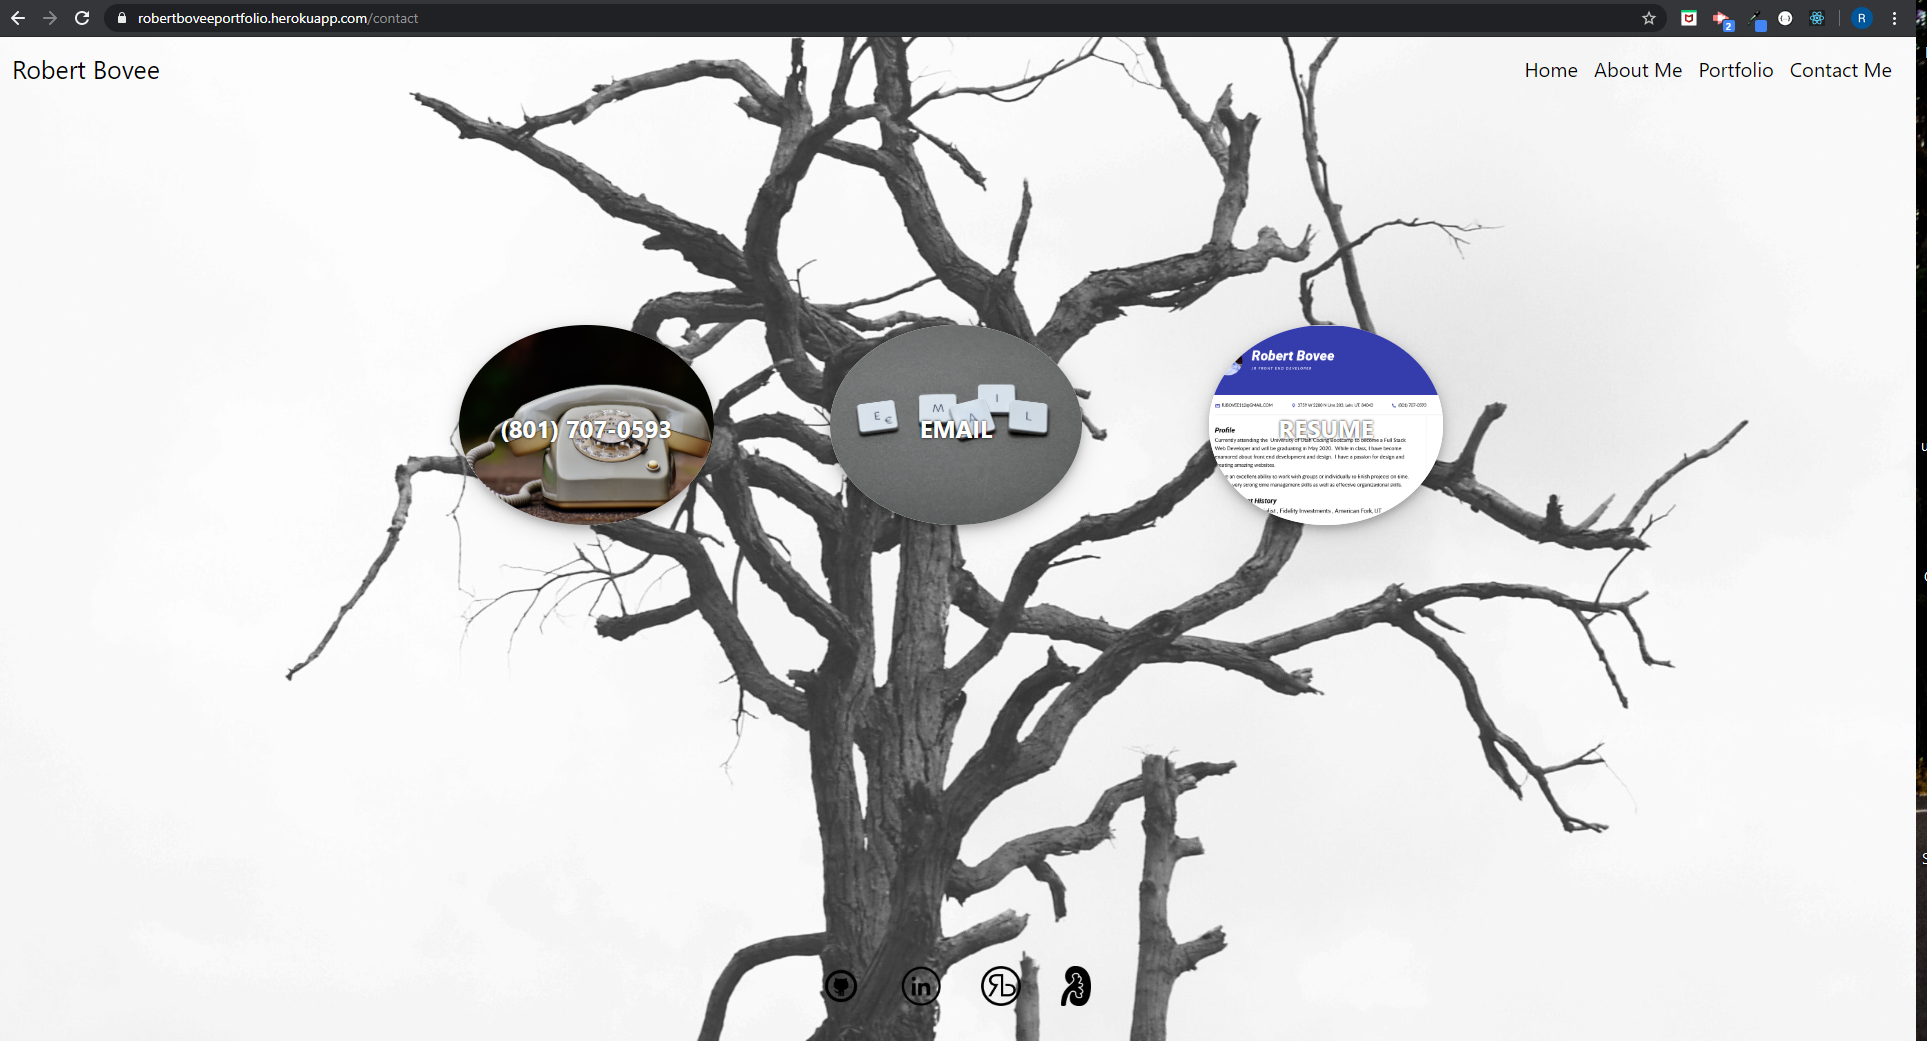 robertboveeportfolio.herokuapp.com/contact
2
R
Robert Bovee
Home About Me Portfolio Contact Me
(801) 707-0593
E M A I L
€
EMAIL
Robert Bovee
JR FRONT END DEVELOPER
(801) 707-0593
RESUME
Profile
Currently attending the University of Utah Coding Bootcamp to become a Full Stack
Web Developer and will be graduating in May 2020. While in class, I have become
enamored about front end development and design. I have a passion for design and
creating amazing websites.
an excellent ability to work with groups or individually to finish projects on time.
very strong time management skills as well as effective organizational skills.
History
, Fidelity Investments , American Fork, UT
in
Rb